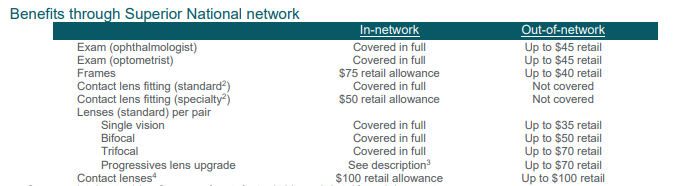 Benefits through Superior National network
In-network Out-of-network
Exam (ophthalmologist) Covered in full Up to $45 retail
Exam (optometrist) Covered in full Up to $45 retail
Frames $75 retail allowance Up to $40 retail
Contact lens fitting (standard²) Covered in full Not covered
Contact lens fitting (specialty²) $50 retail allowance Not covered
Lenses (standard) per pair
Single vision Covered in full Up to $35 retail
Bifocal Covered in full Up to $50 retail
Trifocal Covered in full Up to $70 retail
Progressives lens upgrade See description³ Up to $70 retail
Contact lenses⁴ $100 retail allowance Up to $100 retail